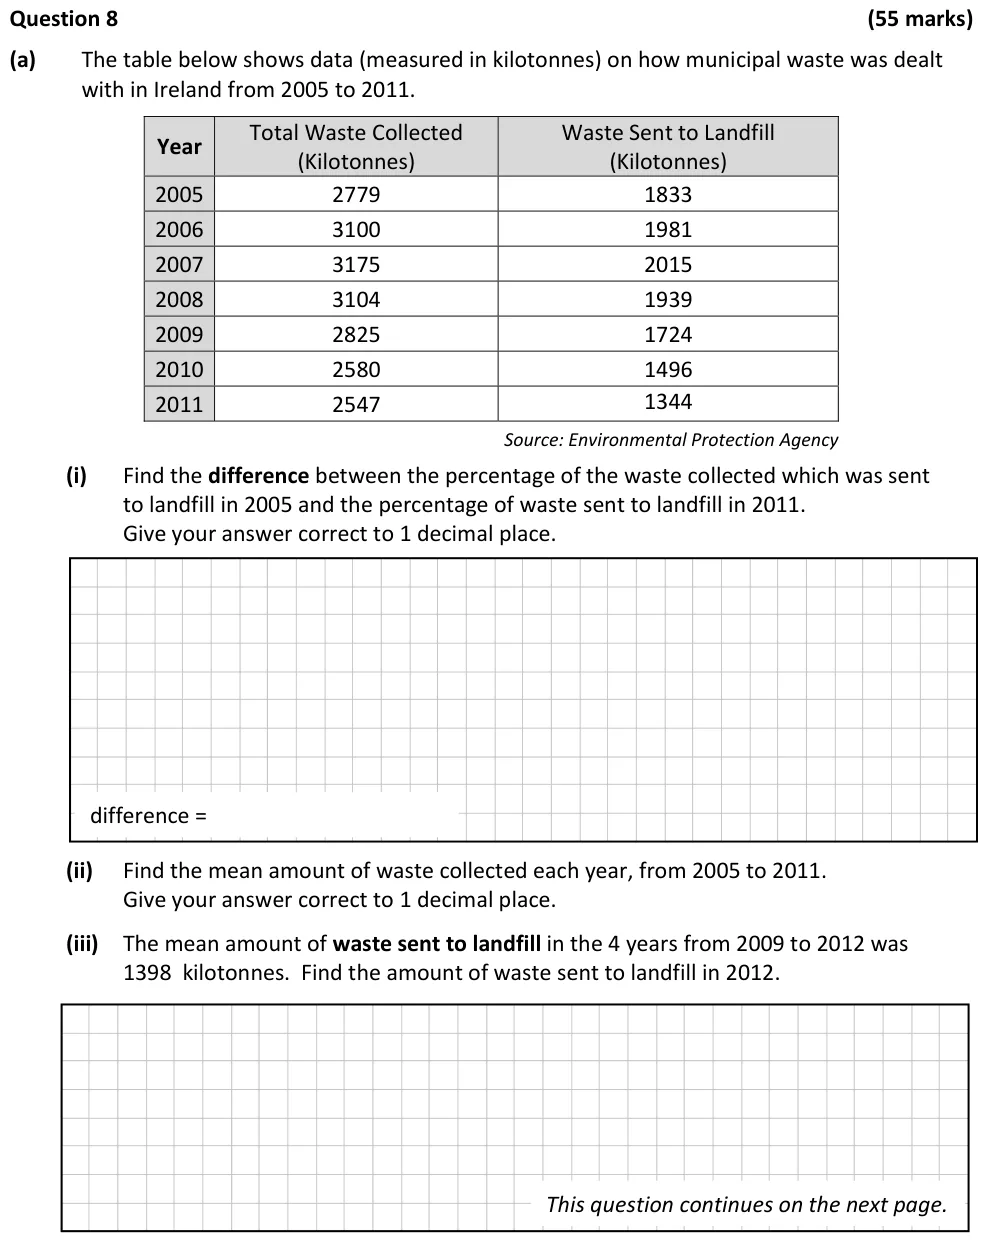 Question 8 (55 marks)
(a) The table below shows data (measured in kilotonnes) on how municipal waste was dealt
with in Ireland from 2005 to 2011.
Year Total Waste Collected Waste Sent to Landfill
(Kilotonnes) (Kilotonnes)
2005 2779 1833
2006 3100 1981
2007 3175 2015
2008 3104 1939
2009 2825 1724
2010 2580 1496
2011 2547 1344
Source: Environmental Protection Agency
(i) Find the difference between the percentage of the waste collected which was sent
to landfill in 2005 and the percentage of waste sent to landfill in 2011.
Give your answer correct to 1 decimal place.
difference =
(ii) Find the mean amount of waste collected each year, from 2005 to 2011.
Give your answer correct to 1 decimal place.
(iii) The mean amount of waste sent to landfill in the 4 years from 2009 to 2012 was
1398 kilotonnes. Find the amount of waste sent to landfill in 2012.
This question continues on the next page.